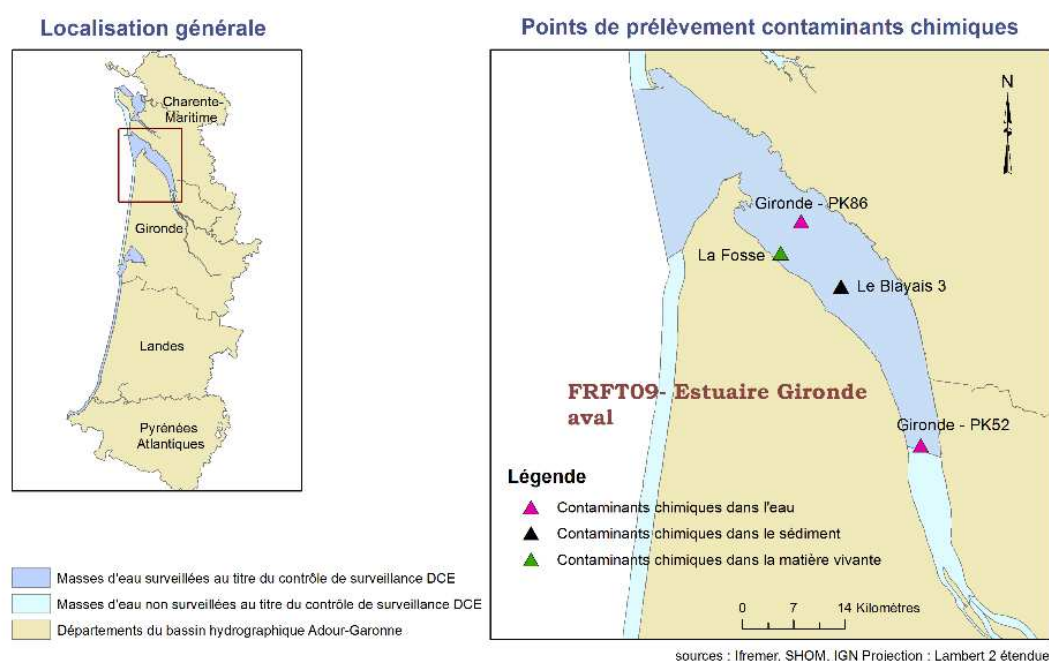 Localisation générale
Charente-
Maritime
Gironde
Landes
Pyrénées
Atlantiques
Masses d'eau surveillées au titre du contrôle de surveillance DCE
Masses d'eau non surveillées au titre du contrôle de surveillance DCE
Départements du bassin hydrographique Adour-Garonne
Points de prélèvement contaminants chimiques
N
Gironde - PK86
La Fosse
Le Blayais 3
FRFT09- Estuaire Gironde
aval
Gironde - PK52
Légende
Contaminants chimiques dans l'eau
Contaminants chimiques dans le sédiment
Contaminants chimiques dans la matière vivante
0 7 14 Kilomètres
sources : Ifremer, SHOM, IGN Projection : Lambert 2 étendue